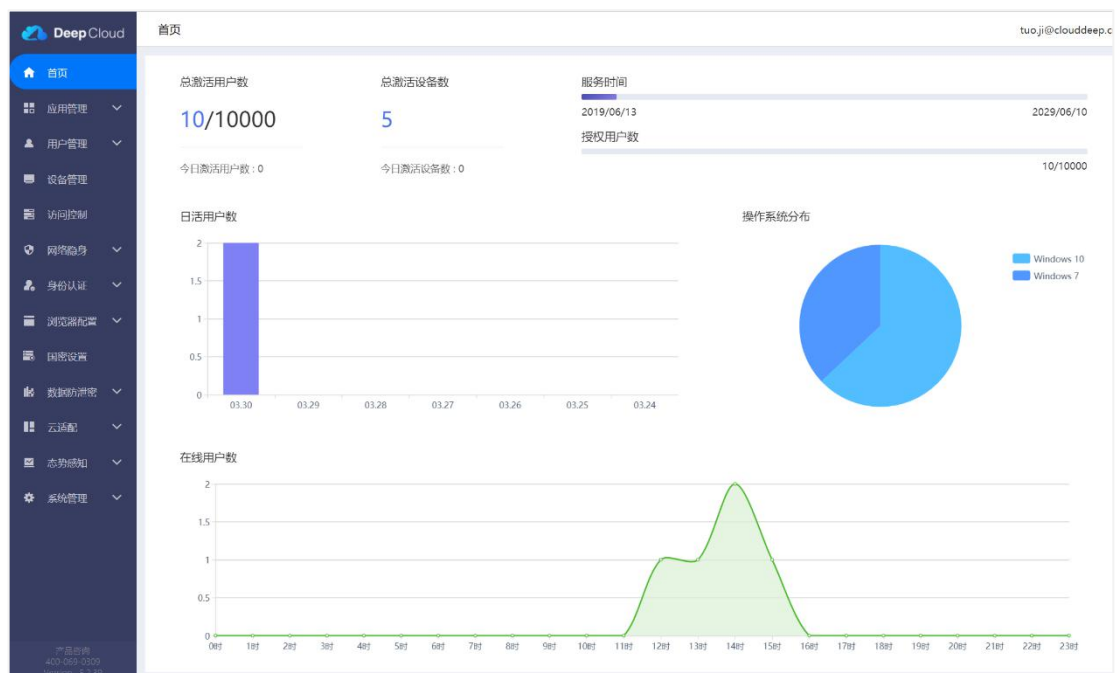 DeepCloud
首页
tuo.ji@clouddeep.c
首页
应用管理
用户管理
设备管理
访问控制
网络隐身
身份认证
浏览器配置
国密设置
数据防泄密
云适配
态势感知
系统管理
产品咨询
400-069-0309
Version 5.2.30
总激活用户数
10/10000
今日激活用户数 : 0
总激活设备数
5
今日激活设备数 : 0
服务时间
2019/06/13 2029/06/10
授权用户数
10/10000
日活用户数
2
1.5
1
0.5
0
03.30 03.29 03.28 03.27 03.26 03.25 03.24
操作系统分布
Windows 10
Windows 7
在线用户数
2
1.5
1
0.5
0
0时 1时 2时 3时 4时 5时 6时 7时 8时 9时 10时 11时 12时 13时 14时 15时 16时 17时 18时 19时 20时 21时 22时 23时